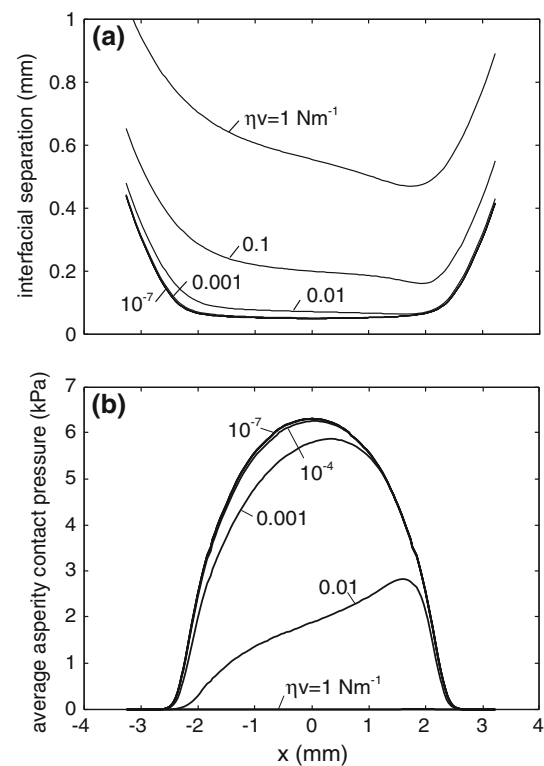 (a)
interfacial separation (mm)
1
0.8
0.6
0.4
0.2
0
ηv=1 Nm-1
0.1
0.001
0.01
10-7
(b)
average asperity contact pressure (kPa)
7
6
5
4
3
2
1
0
10-7
10-4
0.001
0.01
ηv=1 Nm-1
-4 -3 -2 -1 0 1 2 3 4
x (mm)